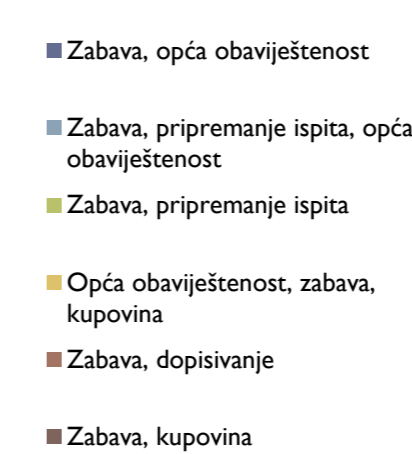 Zabava, opća obaviještenost
Zabava, pripremanje ispita, opća
obaviještenost
Zabava, pripremanje ispita
Opća obaviještenost, zabava,
kupovina
Zabava, dopisivanje
Zabava, kupovina